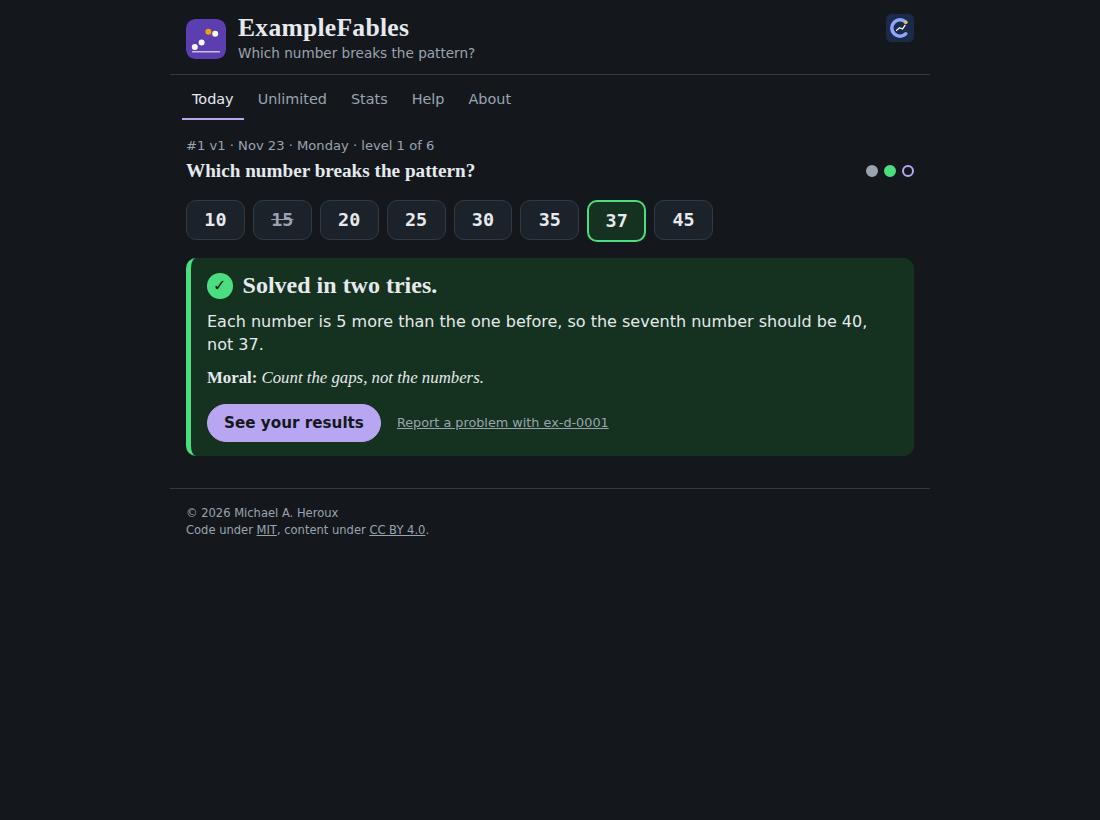 ExampleFables
Which number breaks the pattern?
Today Unlimited Stats Help About
#1 v1 · Nov 23 · Monday · level 1 of 6
Which number breaks the pattern?
10 15 20 25 30 35 37 45
✓ Solved in two tries.
Each number is 5 more than the one before, so the seventh number should be 40,
not 37.
Moral: Count the gaps, not the numbers.
See your results Report a problem with ex-d-0001
© 2026 Michael A. Heroux
Code under MIT, content under CC BY 4.0.